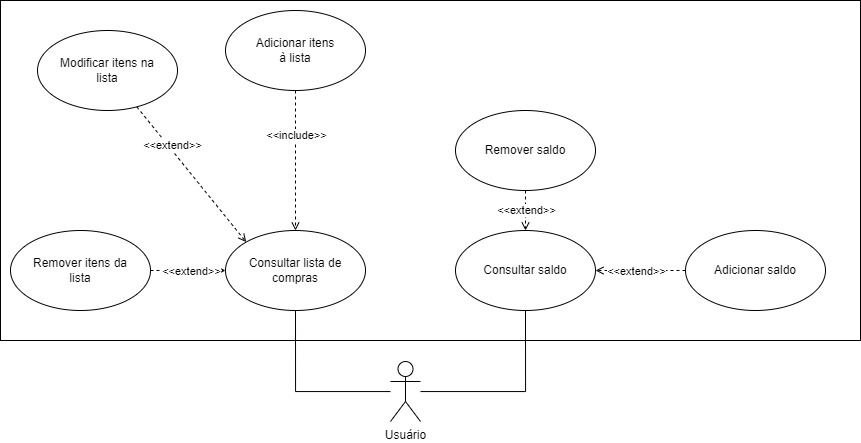 Modificar itens na
lista
Adicionar itens
à lista
<<extend>>
<<include>>
Remover saldo
<<extend>>
Remover itens da
lista
<<extend>>
Consultar lista de
compras
Consultar saldo
<<extend>>
Adicionar saldo
Usuário